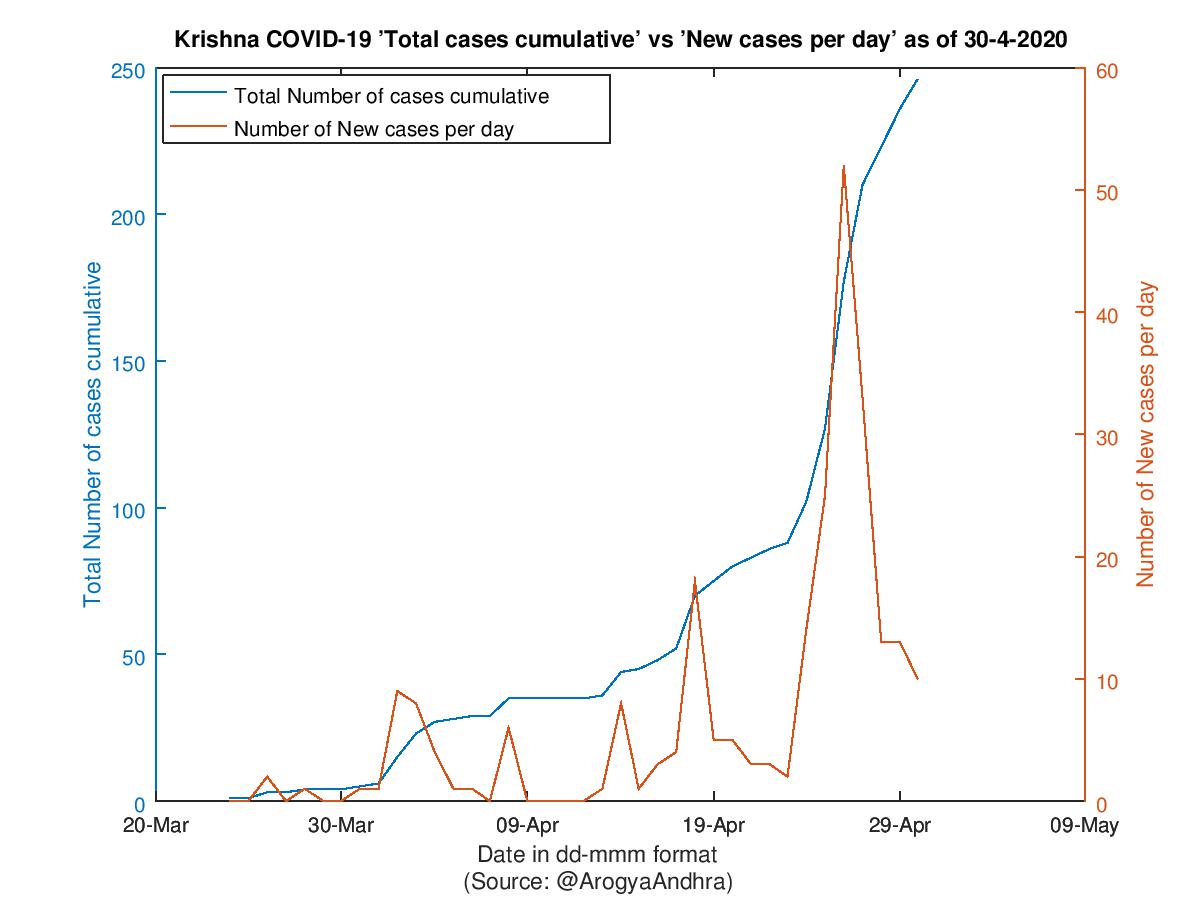 Krishna COVID-19 ’Total cases cumulative’ vs ’New cases per day’ as of 30-4-2020
Total Number of cases cumulative
Number of New cases per day
Total Number of cases cumulative
250
200
150
100
50
0
60
50
40
30
20
10
0
Number of New cases per day
20-Mar 30-Mar 09-Apr 19-Apr 29-Apr 09-May
Date in dd-mmm format
(Source: @ArogyaAndhra)